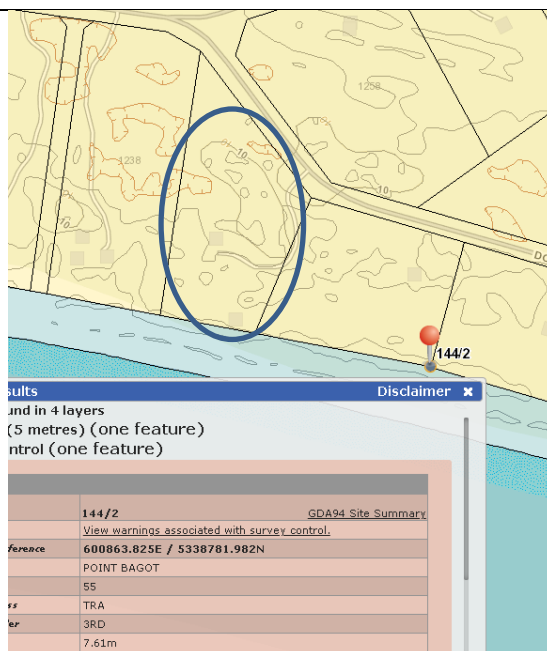 1258
10
1238
10
10
144/2
sults Disclaimer ✖
und in 4 layers
(5 metres) (one feature)
ntrol (one feature)
144/2 GDA94 Site Summary
View warnings associated with survey control.
ference 600863.825E / 5338781.982N
POINT BAGOT
55
ss TRA
er 3RD
7.61m